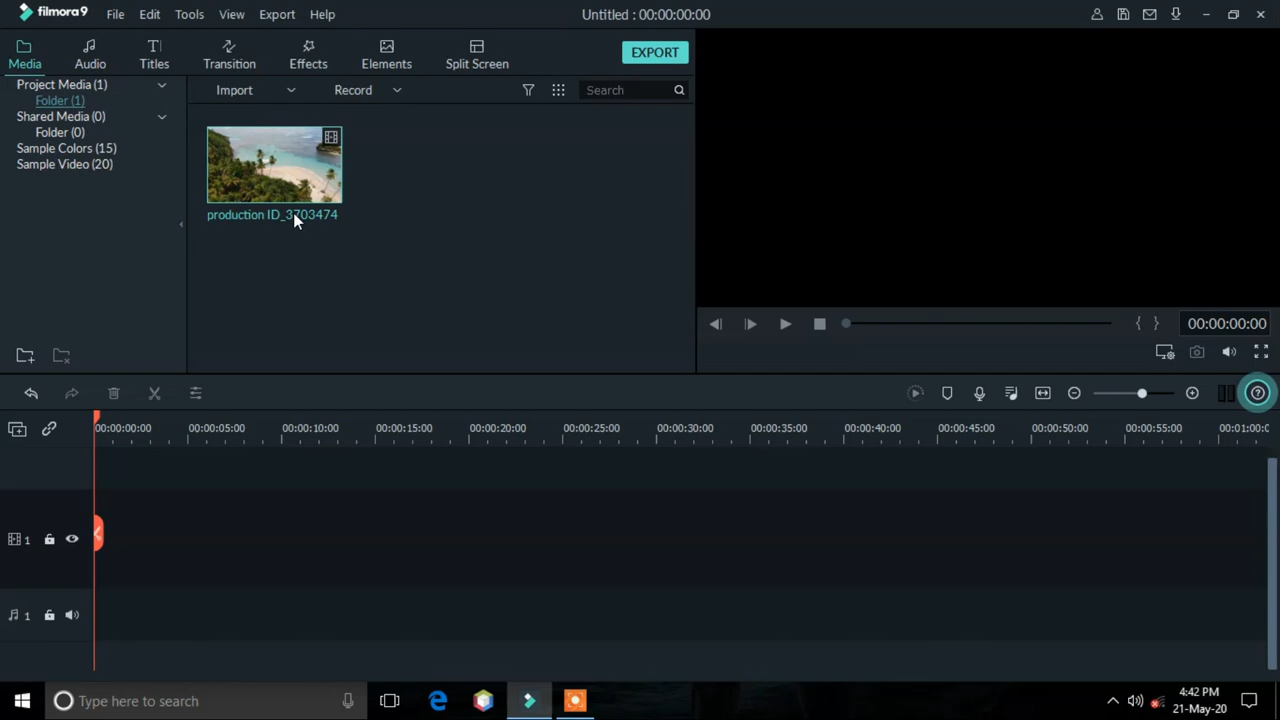 filmora9 File Edit Tools View Export Help Untitled : 00:00:00:00
Media Audio Titles Transition Effects Elements Split Screen EXPORT
Project Media (1)
Folder (1)
Shared Media (0)
Folder (0)
Sample Colors (15)
Sample Video (20)
Import Record Search
production ID_3703474
00:00:00:00
00:00:00:00 00:00:05:00 00:00:10:00 00:00:15:00 00:00:20:00 00:00:25:00 00:00:30:00 00:00:35:00 00:00:40:00 00:00:45:00 00:00:50:00 00:00:55:00 00:01:00:0
1
1
Type here to search
4:42 PM
21-May-20